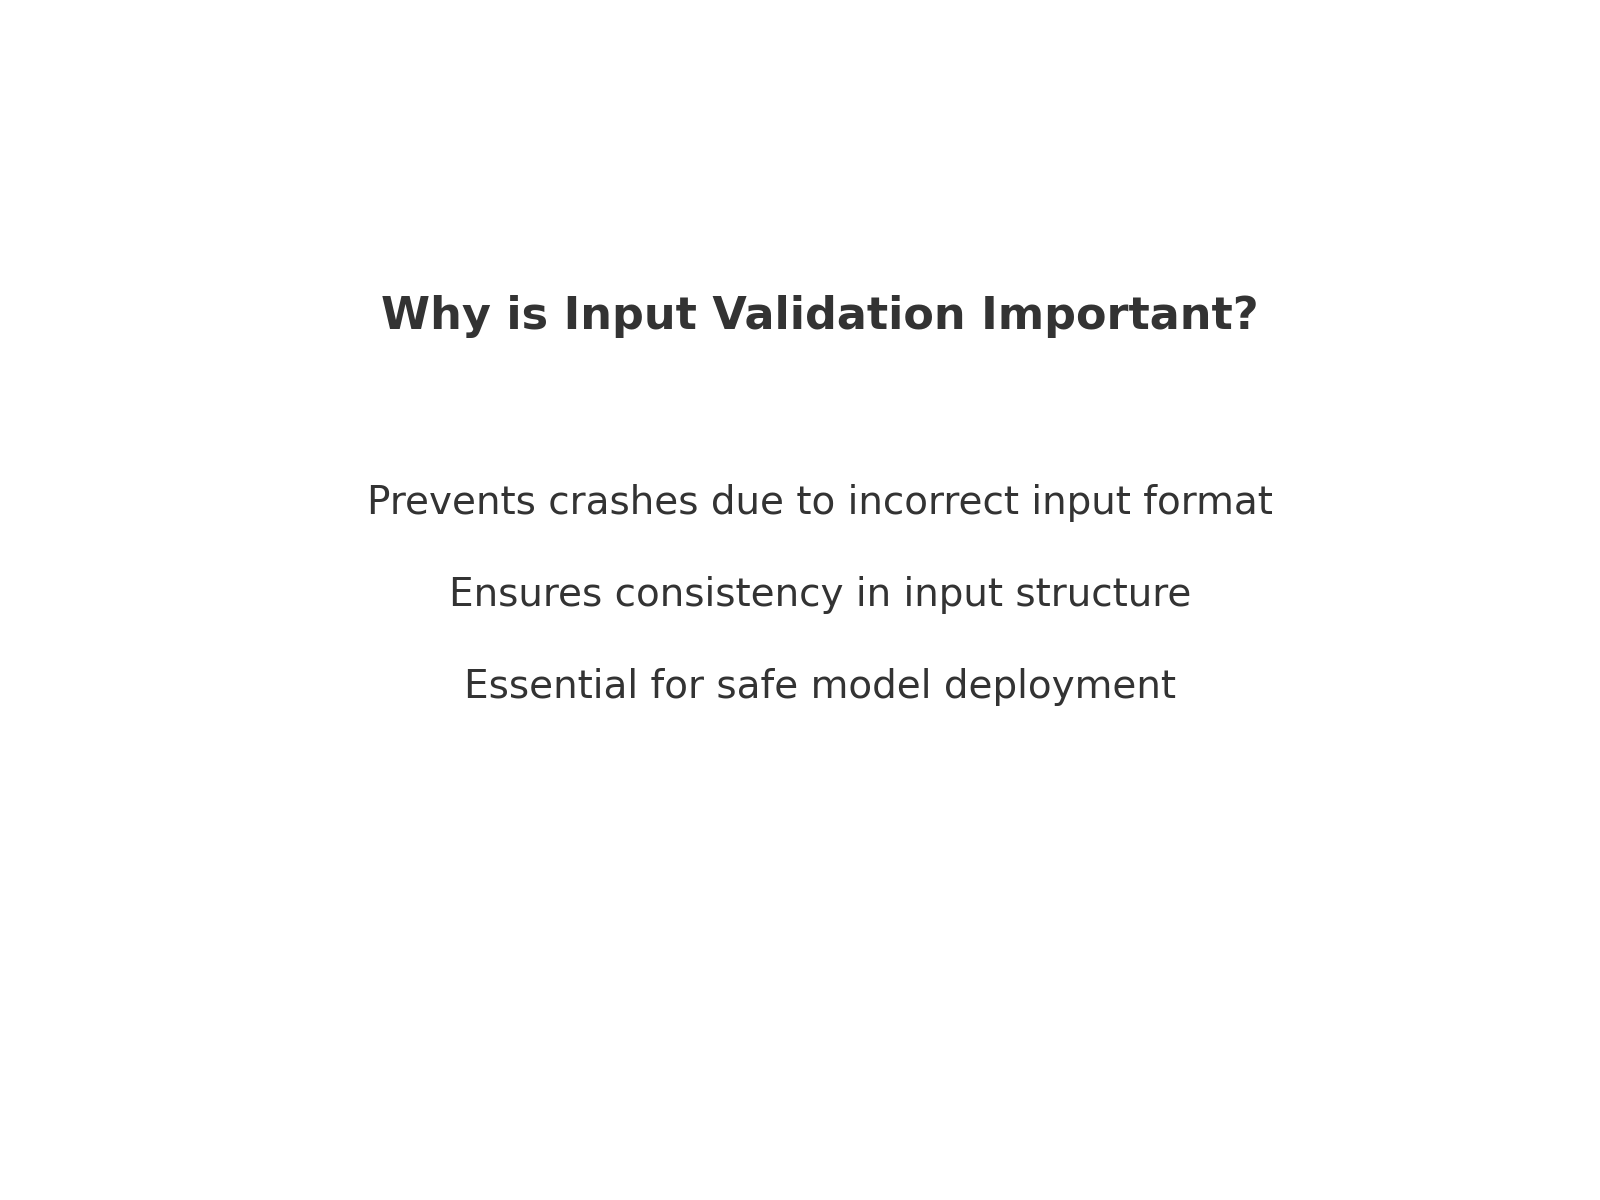 Why is Input Validation Important?
Prevents crashes due to incorrect input format
Ensures consistency in input structure
Essential for safe model deployment